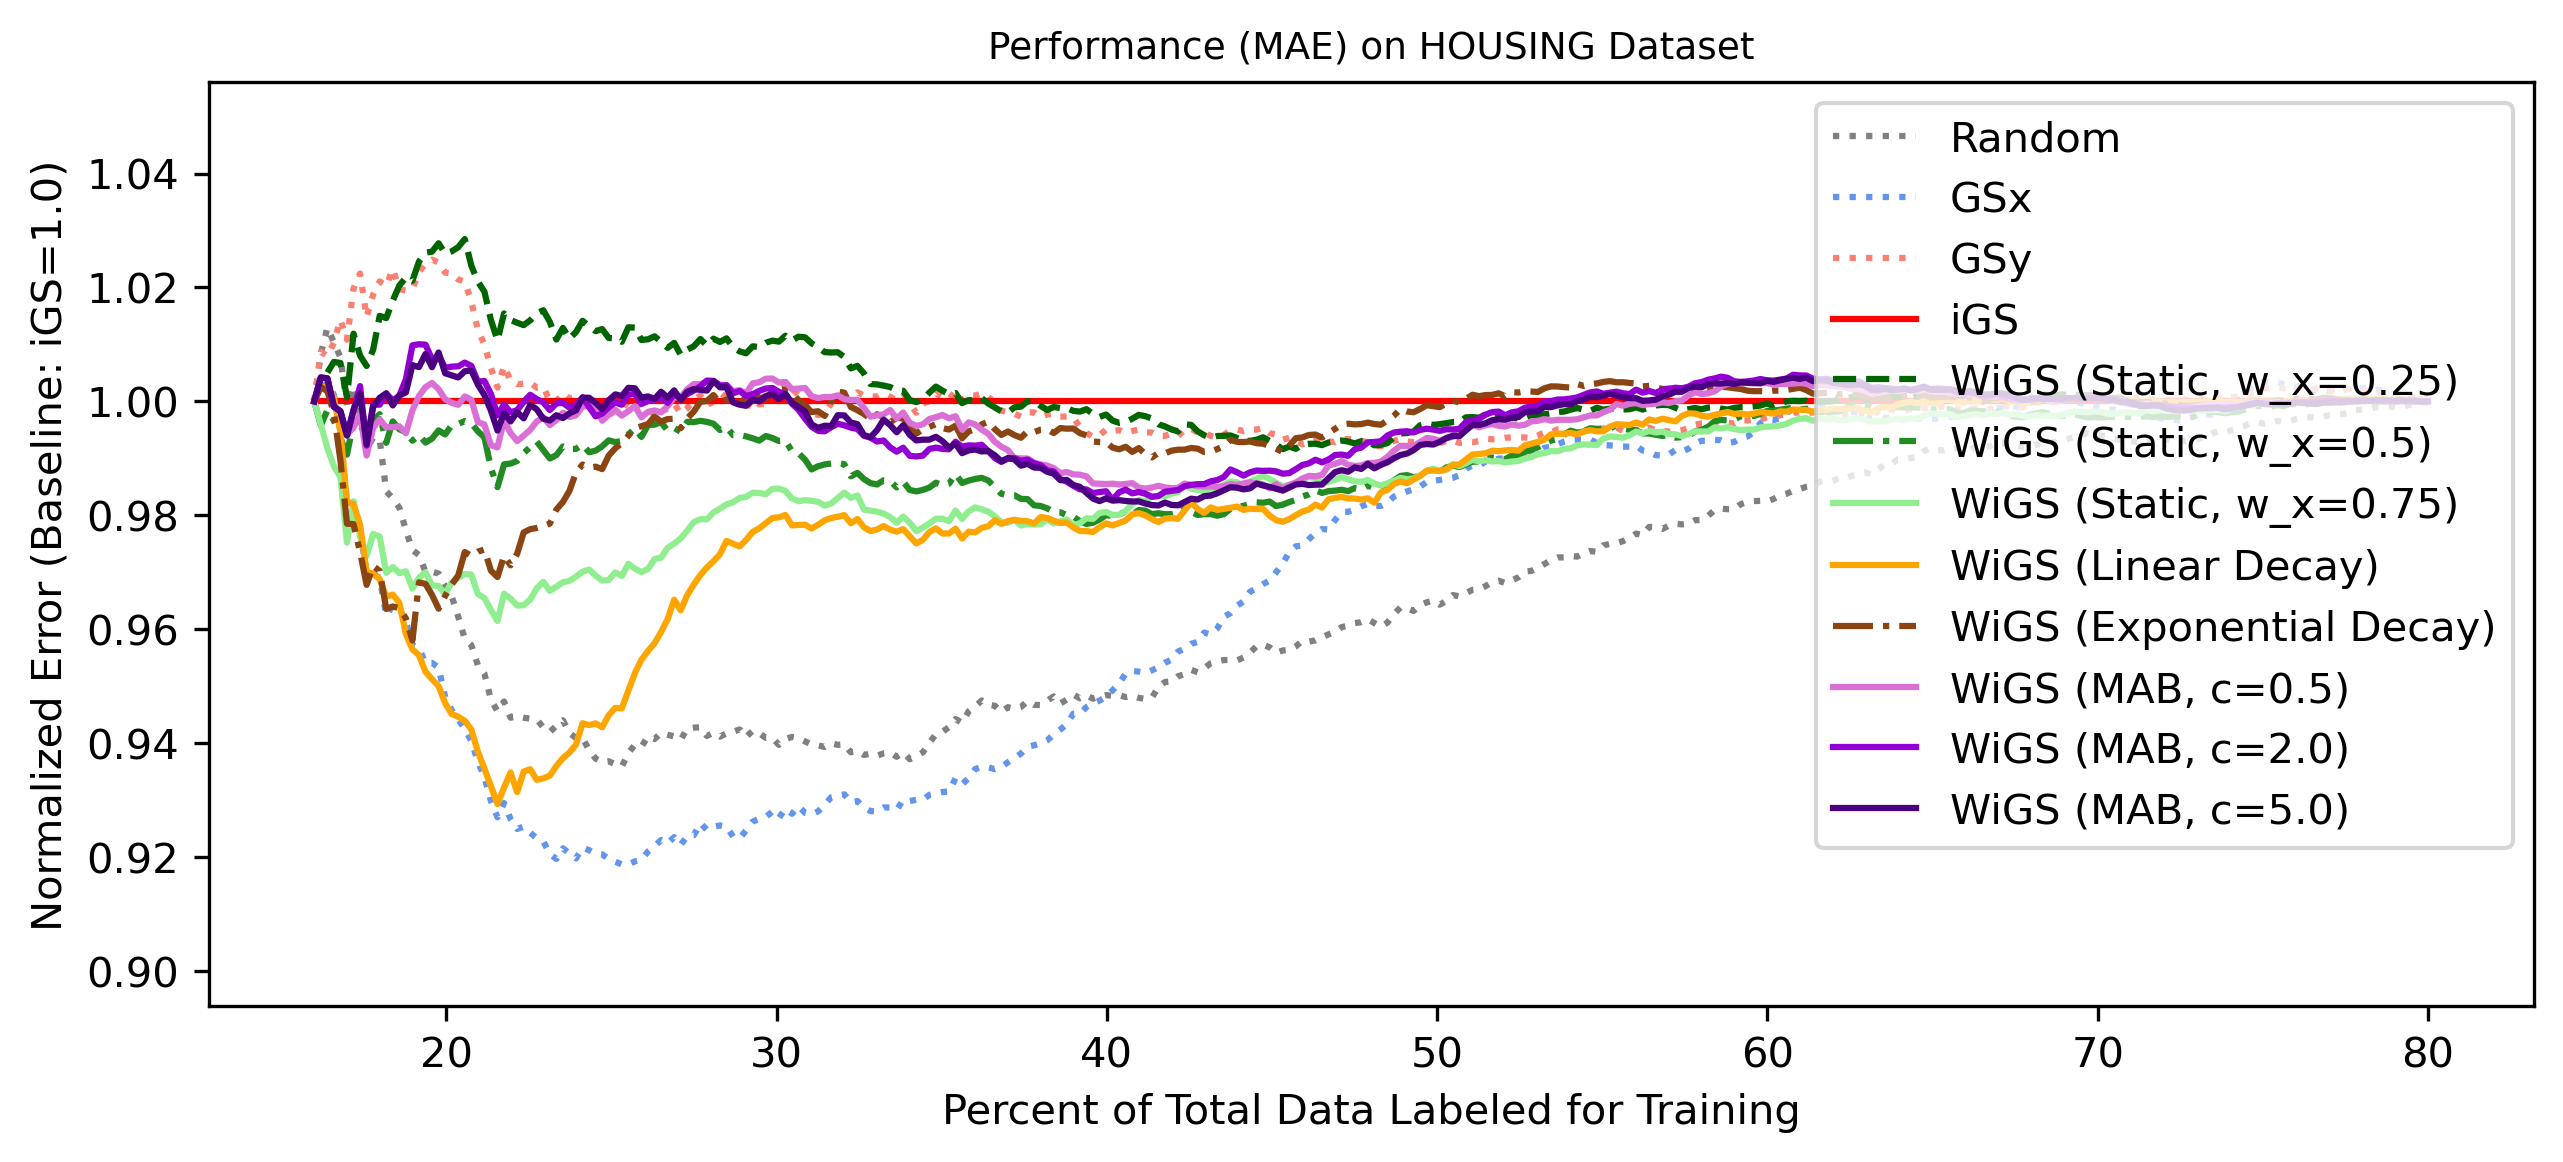 Performance (MAE) on HOUSING Dataset
Normalized Error (Baseline: iGS=1.0)
1.04
1.02
1.00
0.98
0.96
0.94
0.92
0.90
Random
GSx
GSy
iGS
WiGS (Static, w_x=0.25)
WiGS (Static, w_x=0.5)
WiGS (Static, w_x=0.75)
WiGS (Linear Decay)
WiGS (Exponential Decay)
WiGS (MAB, c=0.5)
WiGS (MAB, c=2.0)
WiGS (MAB, c=5.0)
20 30 40 50 60 70 80
Percent of Total Data Labeled for Training